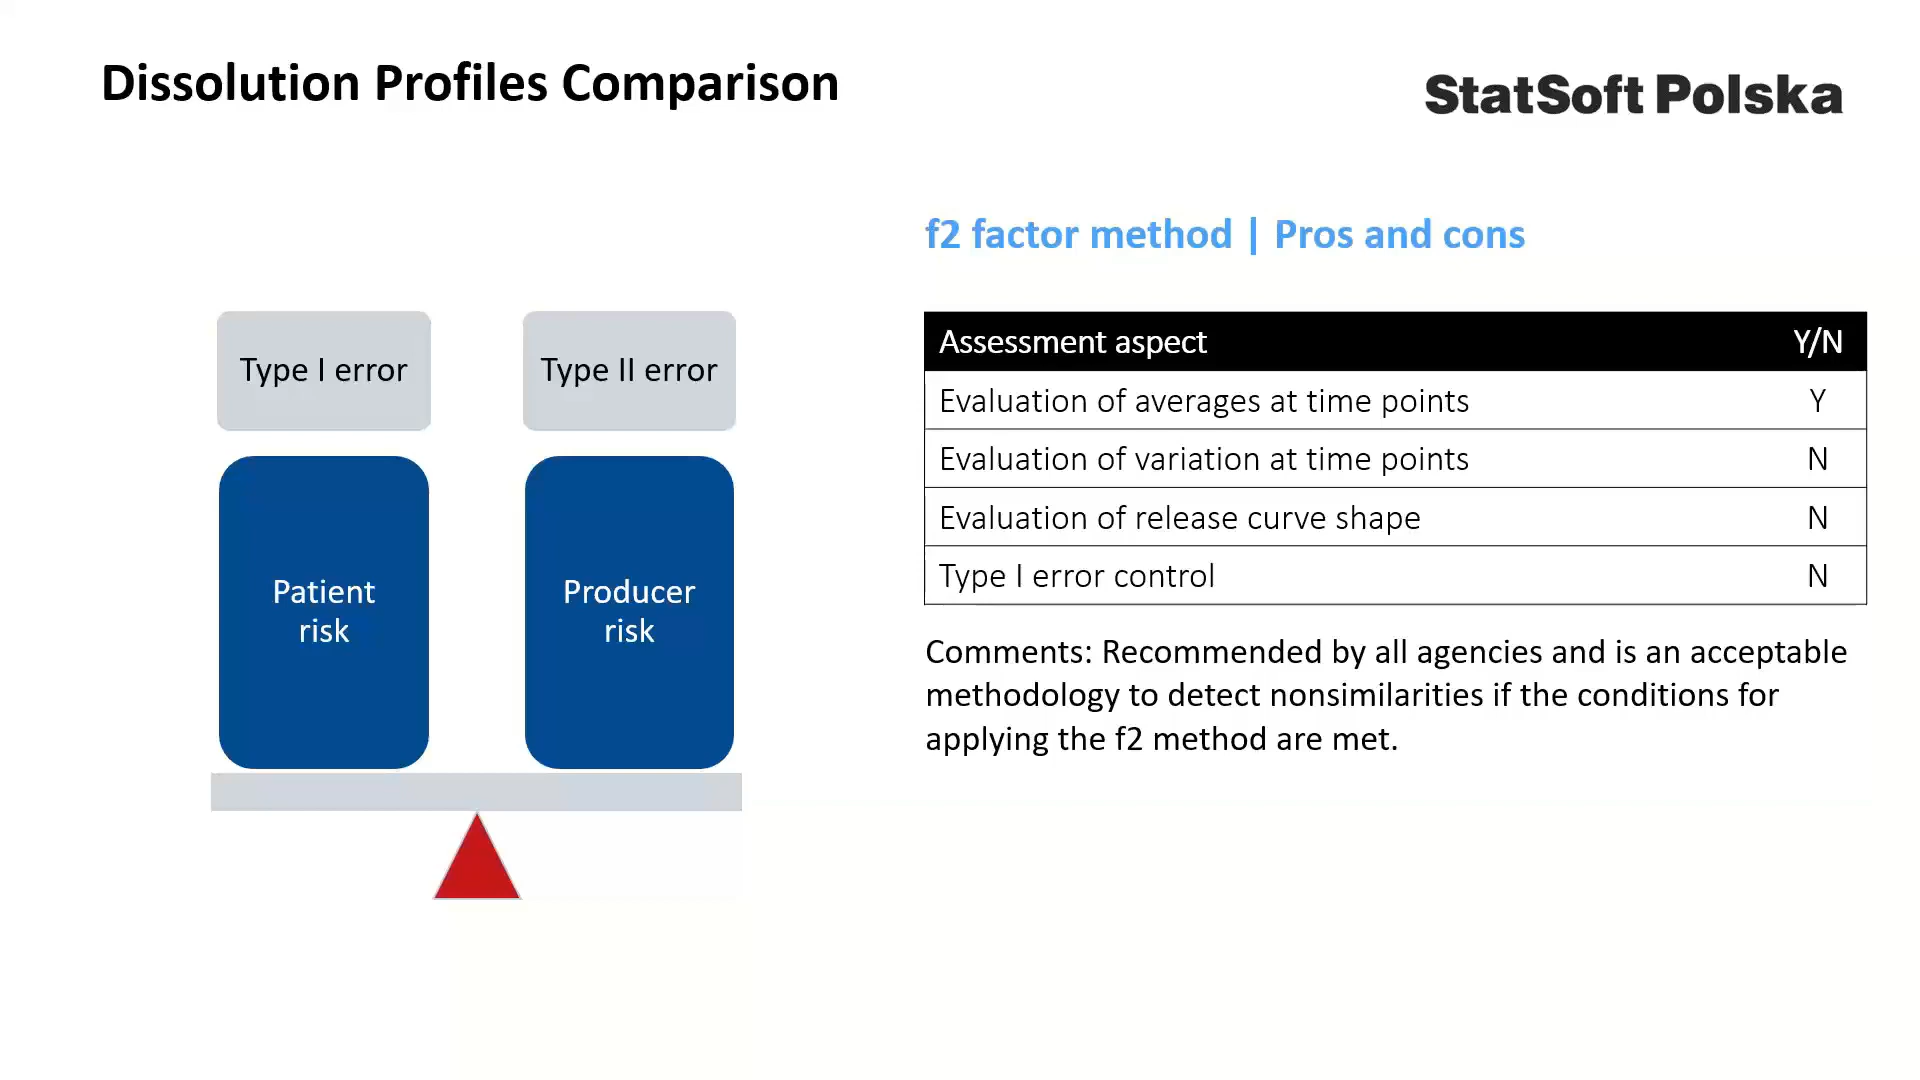 Dissolution Profiles Comparison
StatSoft Polska
Type I error
Type II error
Patient
risk
Producer
risk
f2 factor method | Pros and cons
Assessment aspect Y/N
Evaluation of averages at time points Y
Evaluation of variation at time points N
Evaluation of release curve shape N
Type I error control N
Comments: Recommended by all agencies and is an acceptable
methodology to detect nonsimilarities if the conditions for
applying the f2 method are met.